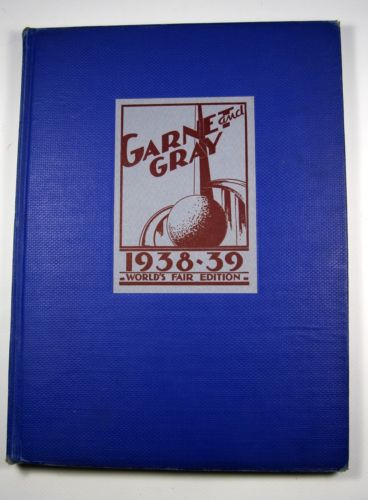 GARNET and
GRAY
1938-39
WORLD'S FAIR EDITION